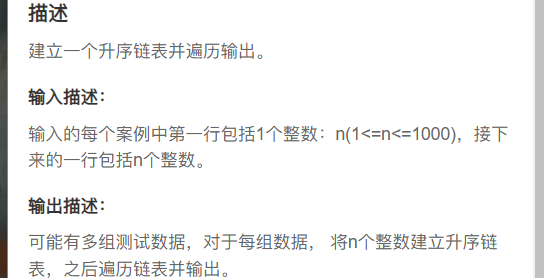 描述
建立一个升序链表并遍历输出。
输入描述：
输入的每个案例中第一行包括1个整数：n(1<=n<=1000)，接下
来的一行包括n个整数。
输出描述：
可能有多组测试数据，对于每组数据， 将n个整数建立升序链
表，之后遍历链表并输出。